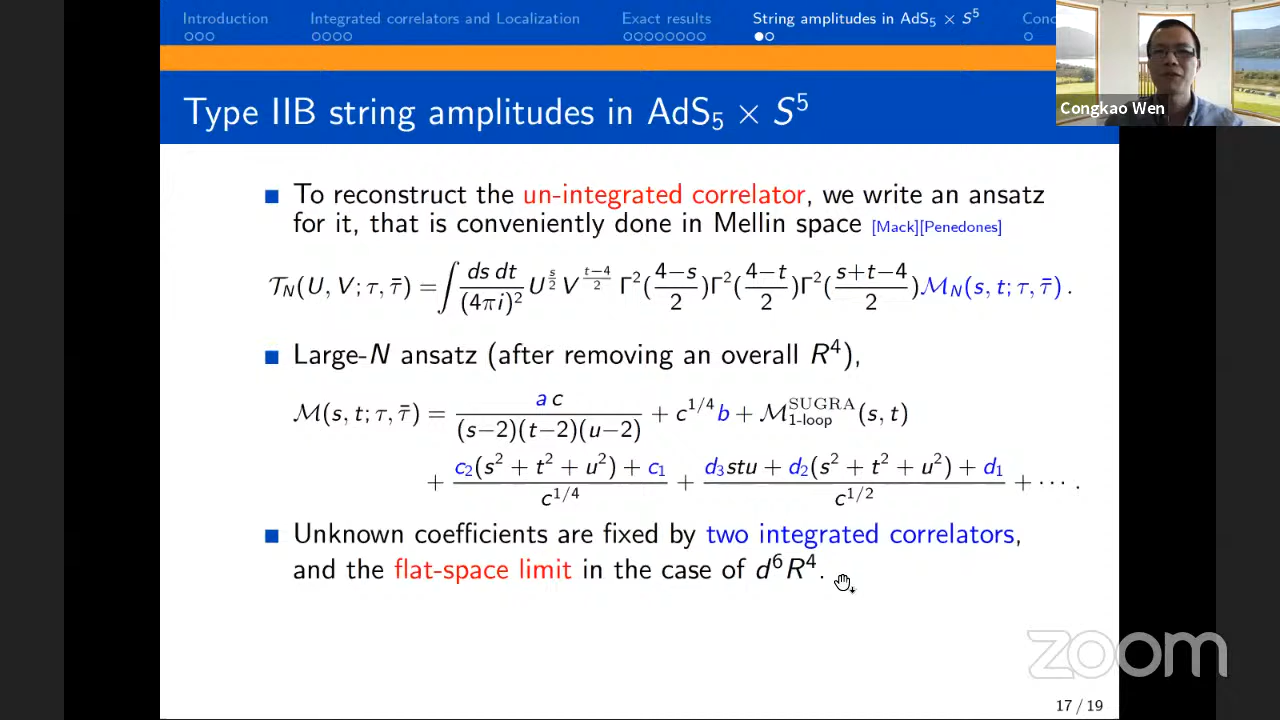 Introduction
Integrated correlators and Localization
Exact results
String amplitudes in AdS₅ × S⁵
Conc
Congkao Wen
Type IIB string amplitudes in AdS₅ × S⁵
To reconstruct the un-integrated correlator, we write an ansatz
for it, that is conveniently done in Mellin space [Mack][Penedones]
𝒯_N(U, V; τ, τ̄) = ∫ ds dt/(4πi)² U^{s/2} V^{(t−4)/2} Γ²((4−s)/2)Γ²((4−t)/2)Γ²((s+t−4)/2)ℳ_N(s, t; τ, τ̄) .
Large-N ansatz (after removing an overall R⁴),
ℳ(s, t; τ, τ̄) = a c/((s−2)(t−2)(u−2)) + c^{1/4} b + ℳ^{SUGRA}_{1-loop}(s, t)
+ (c₂(s² + t² + u²) + c₁)/c^{1/4} + (d₃stu + d₂(s² + t² + u²) + d₁)/c^{1/2} + ··· .
Unknown coefficients are fixed by two integrated correlators,
and the flat-space limit in the case of d⁶R⁴.
zoom
17 / 19